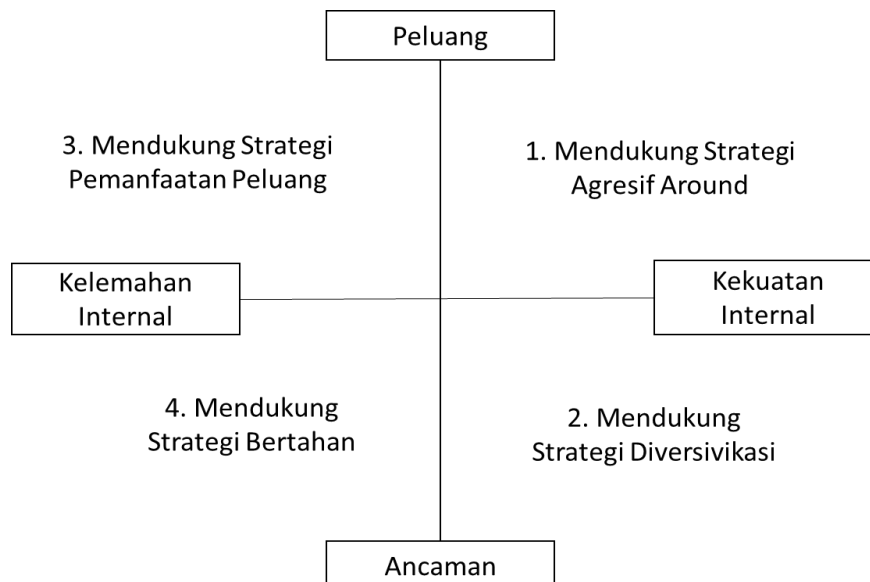 Peluang
3. Mendukung Strategi
Pemanfaatan Peluang
1. Mendukung Strategi
Agresif Around
Kelemahan
Internal
Kekuatan
Internal
4. Mendukung
Strategi Bertahan
2. Mendukung
Strategi Diversivikasi
Ancaman